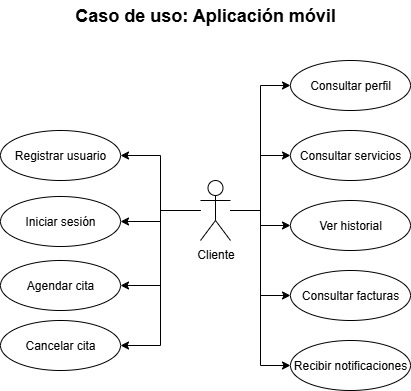 Caso de uso: Aplicación móvil
Consultar perfil
Registrar usuario
Consultar servicios
Iniciar sesión
Ver historial
Cliente
Agendar cita
Consultar facturas
Cancelar cita
Recibir notificaciones